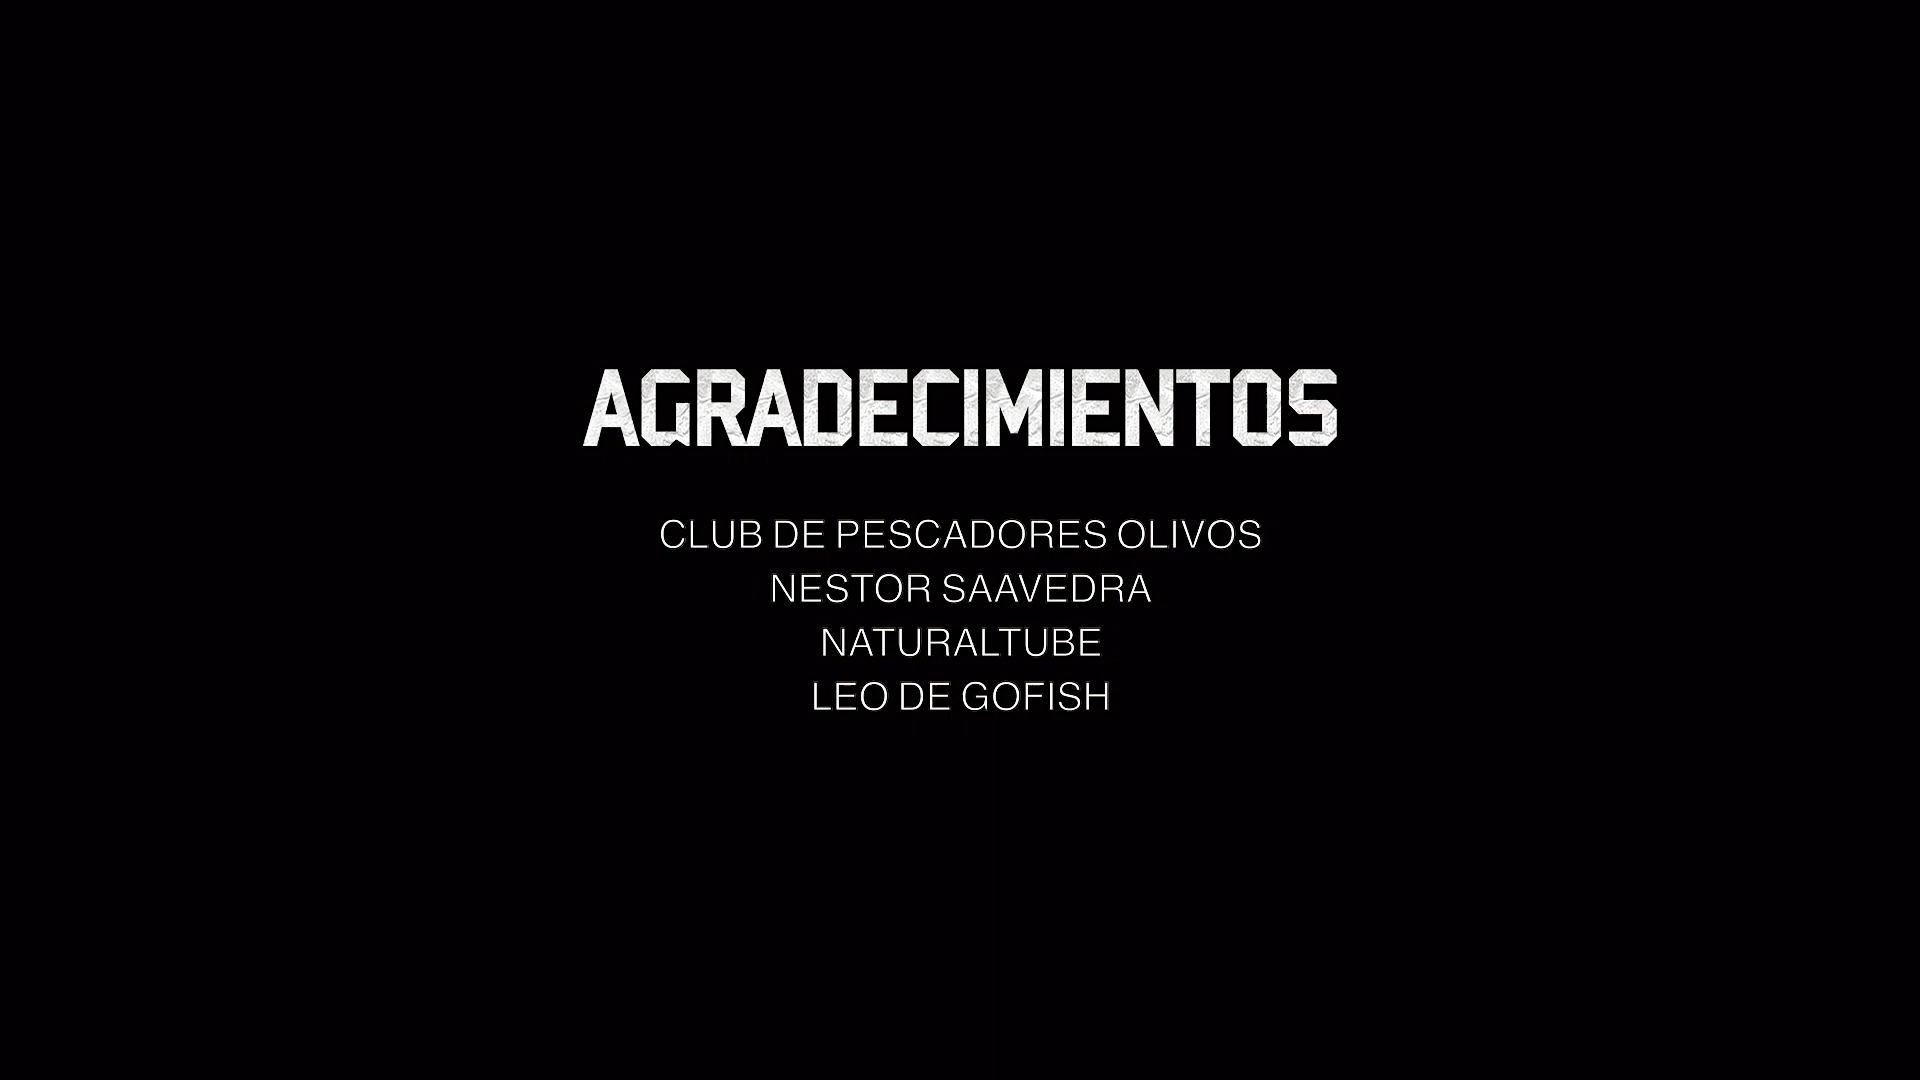 AGRADECIMIENTOS
CLUB DE PESCADORES OLIVOS
NESTOR SAAVEDRA
NATURALTUBE
LEO DE GOFISH